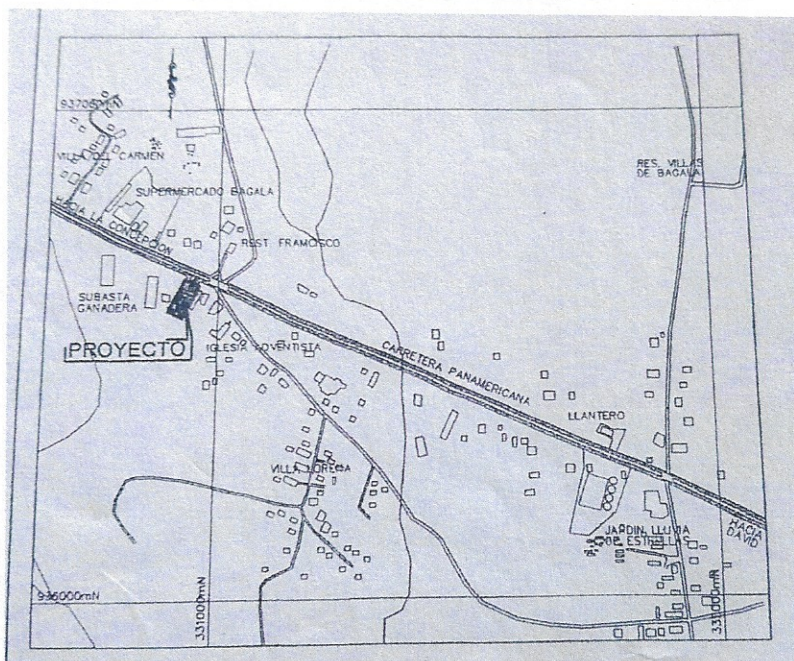 VILLA DEL CARMEN
SUPERMERCADO BAGALA
HACIA LA CONCEPCION
REST. FRAMCISCO
RES. VILLAS
DE BAGALA
SUBASTA
GANADERA
PROYECTO
IGLESIA ADVENTISTA
CARRETERA PANAMERICANA
LLANTERO
VILLA LORENA
JARDIN LLUVIA
DE ESTRELLAS
HACIA
DAVID
936000mN
331000mN